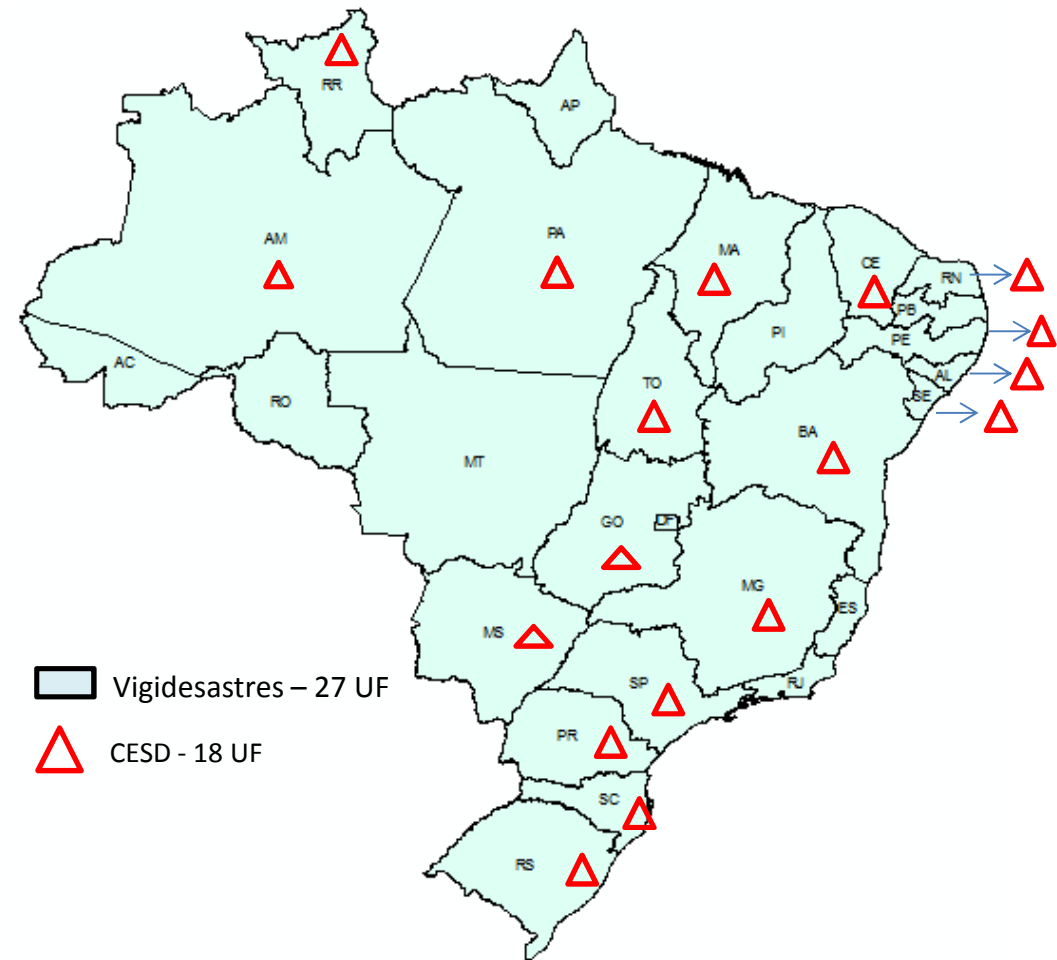 RR
AP
AM
PA
MA
CE
RN
PB
PI
PE
AC
TO
AL
SE
RO
BA
MT
GO
DF
MG
ES
MS
Vigidesastres – 27 UF
SP
RJ
PR
CESD - 18 UF
SC
RS